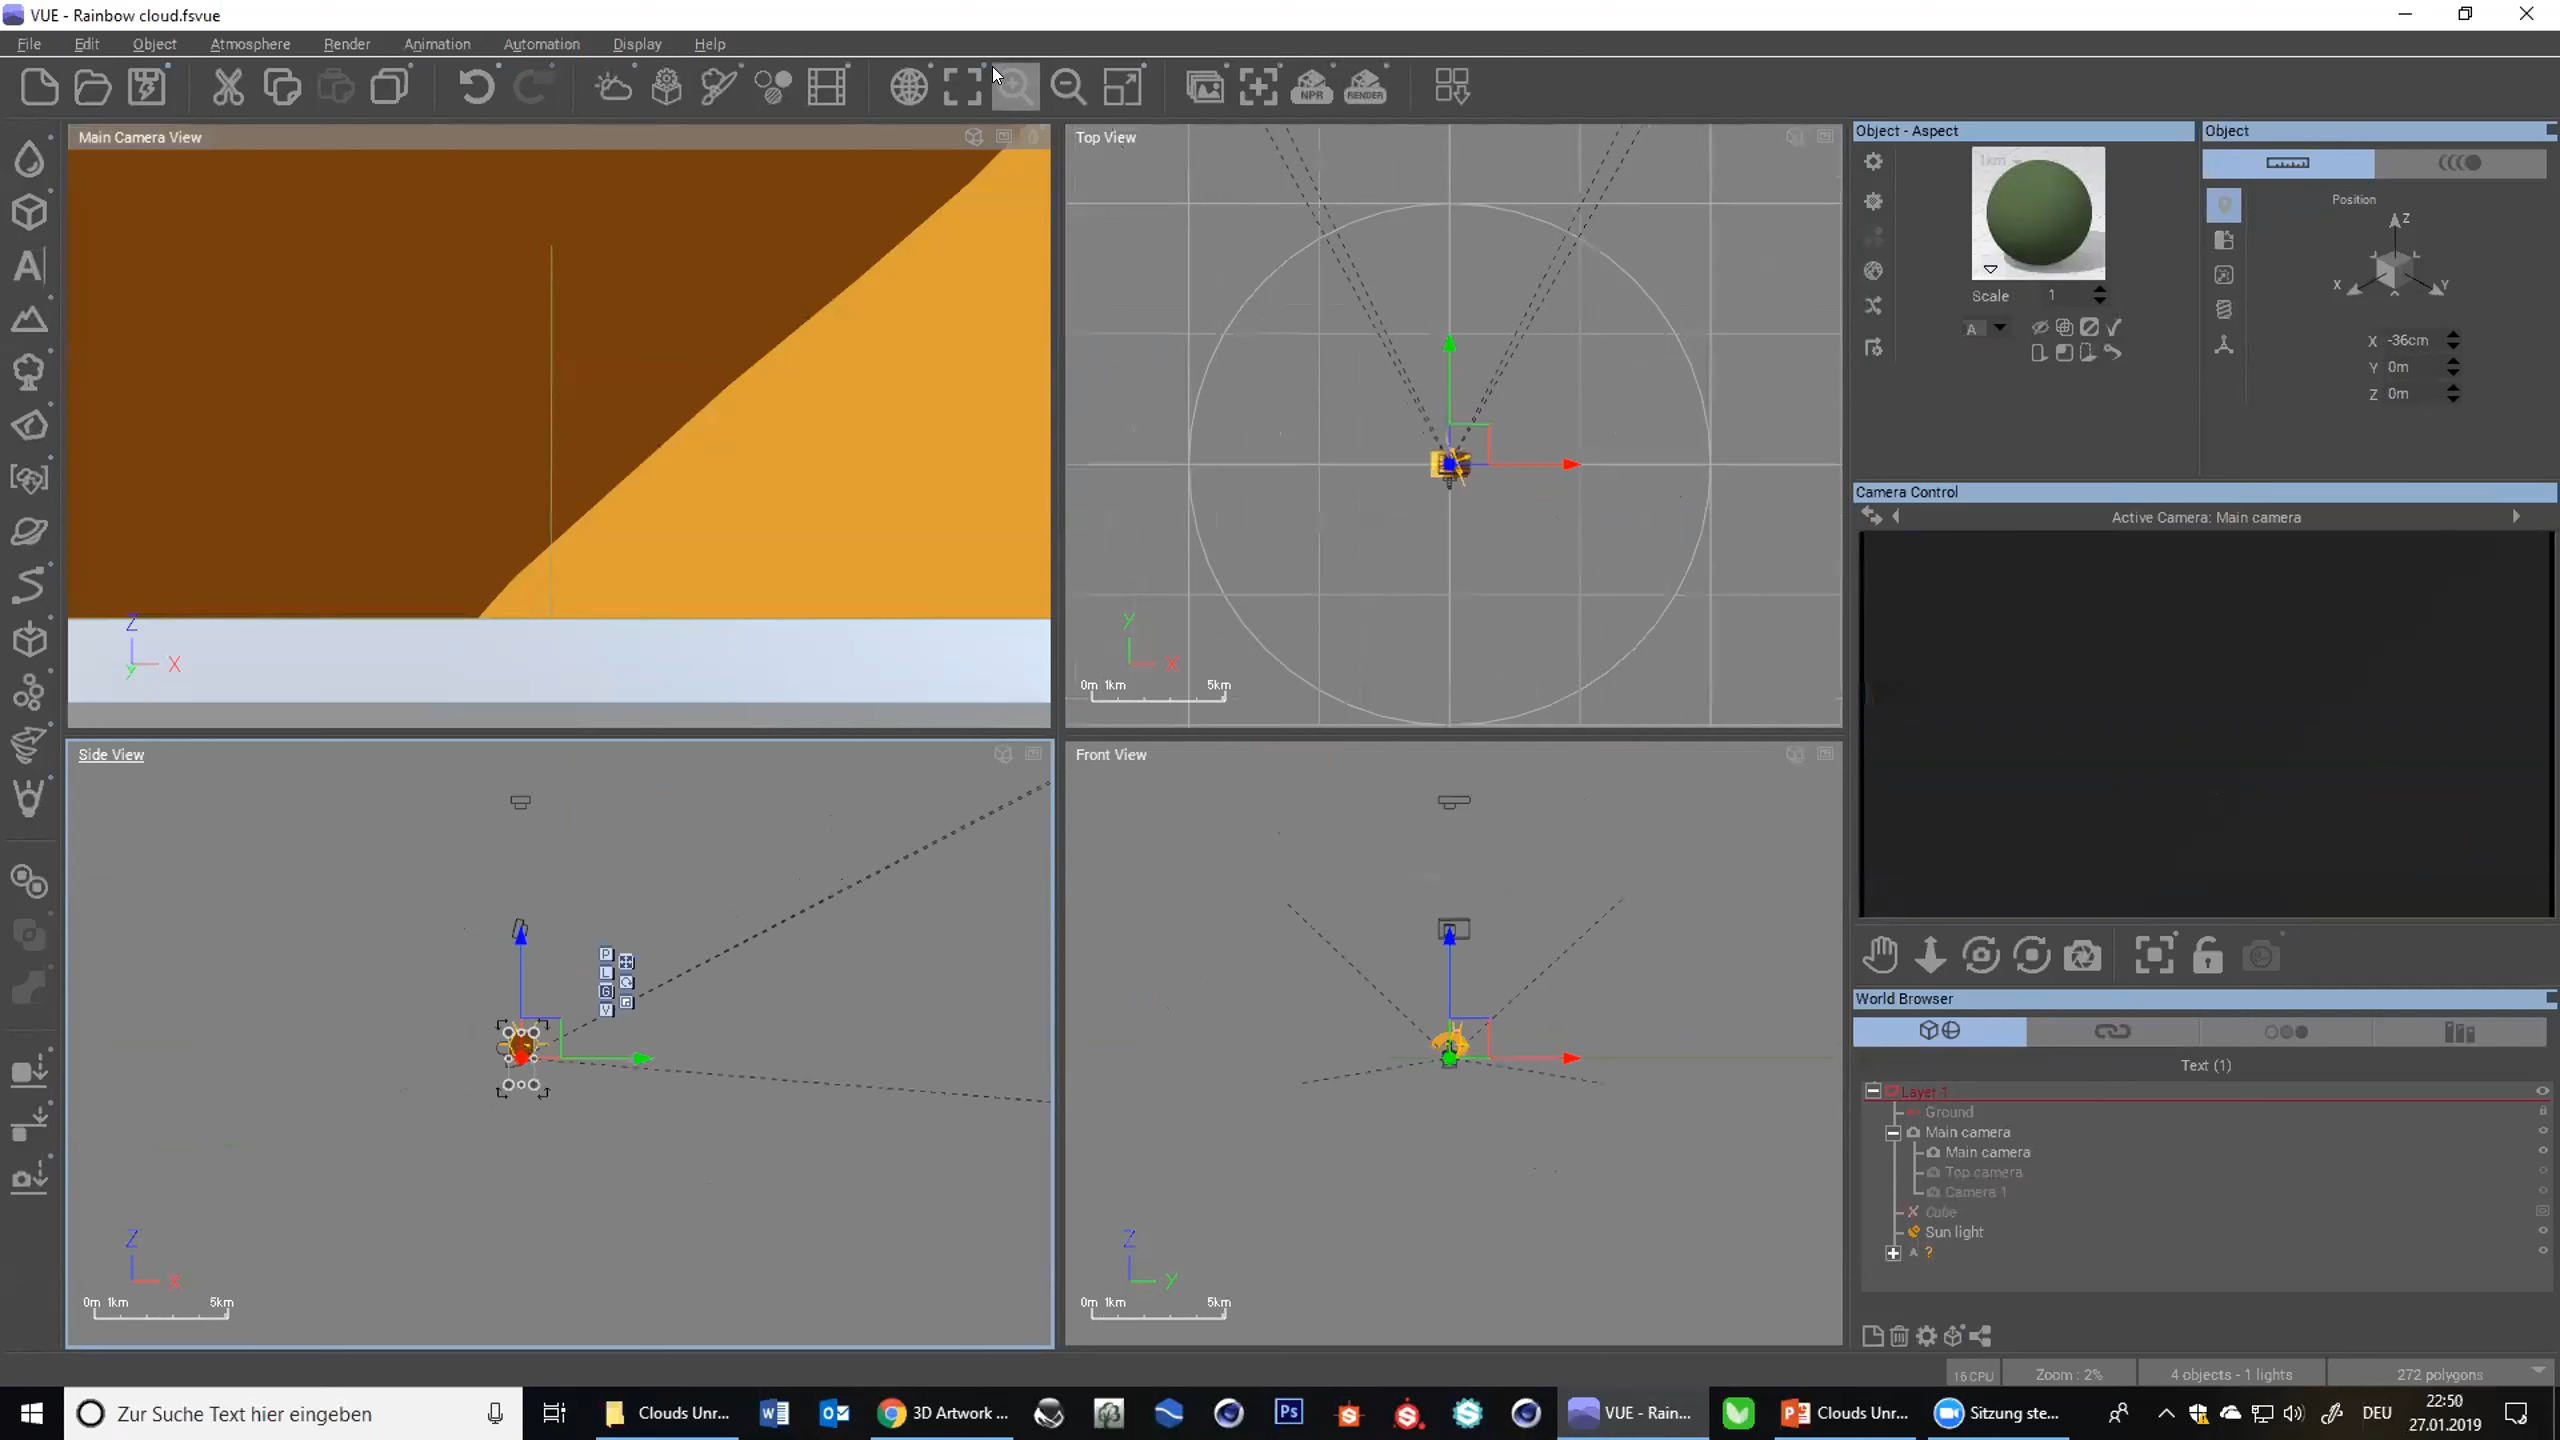 VUE - Rainbow cloud.fsvue
File Edit Object Atmosphere Render Animation Automation Display Help
NPR RENDER
Main Camera View
Top View
Object - Aspect
Object
1km
Position
Z
X Y
Scale 1
A
X -36cm
Y 0m
Z 0m
Camera Control
Active Camera: Main camera
Z
Y X
Y
X
0m 1km 5km
Side View
Front View
P
L
G
V
World Browser
Text (1)
Layer 1
Ground
Main camera
Main camera
Top camera
Camera 1
Cube
Sun light
A ?
Z
X
0m 1km 5km
Z
Y
0m 1km 5km
16 CPU Zoom : 2% 4 objects - 1 lights 272 polygons
Zur Suche Text hier eingeben
Clouds Unr...
3D Artwork ...
Ps
VUE - Rain...
Clouds Unr...
Sitzung ste...
DEU
22:50
27.01.2019